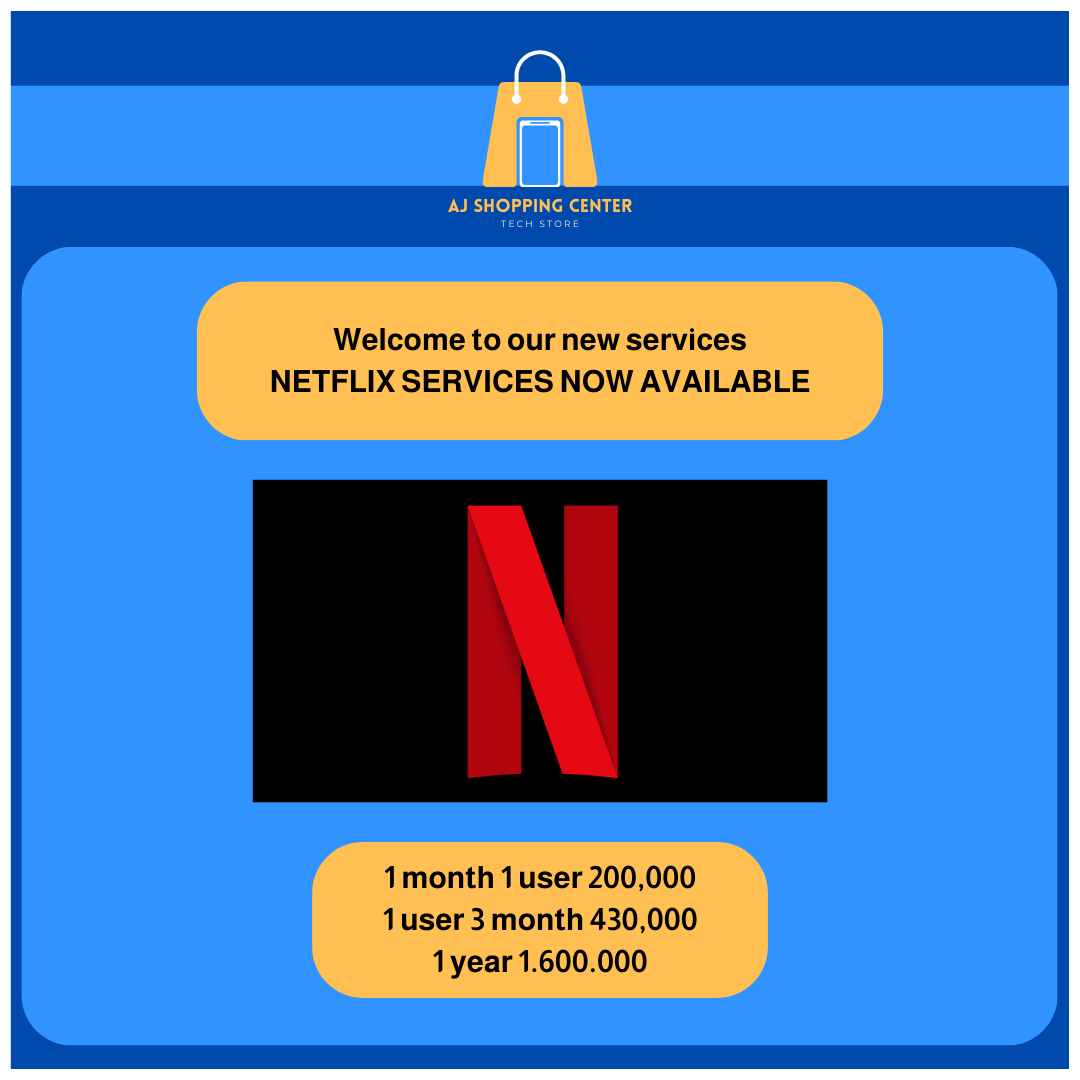 AJ SHOPPING CENTER
TECH STORE
Welcome to our new services
NETFLIX SERVICES NOW AVAILABLE
1 month 1 user 200,000
1 user 3 month 430,000
1 year 1.600.000